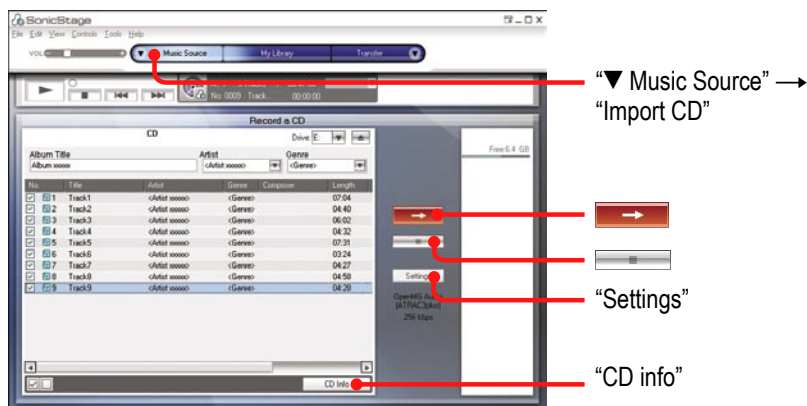 SonicStage
File Edit View Controls Tools Help
VOL
▼ Music Source My Library Transfer
“▼ Music Source” →
“Import CD”
No. 0009 Track... 00:00:00
Record a CD
CD Drive: E:
Free:6.4 GB
Album Title Artist Genre
Album xxxxx <Artist xxxxx> <Genre>
No. Title Artist Genre Composer Length
1 Track1 <Artist xxxxx> <Genre> 07:04
2 Track2 <Artist xxxxx> <Genre> 04:40
3 Track3 <Artist xxxxx> <Genre> 06:02
4 Track4 <Artist xxxxx> <Genre> 04:32
5 Track5 <Artist xxxxx> <Genre> 07:31
6 Track6 <Artist xxxxx> <Genre> 03:24
7 Track7 <Artist xxxxx> <Genre> 04:27
8 Track8 <Artist xxxxx> <Genre> 04:58
9 Track9 <Artist xxxxx> <Genre> 04:28
Settings
“Settings”
OpenMG Audio
(ATRAC3plus)
256 kbps
CD Info
“CD info”